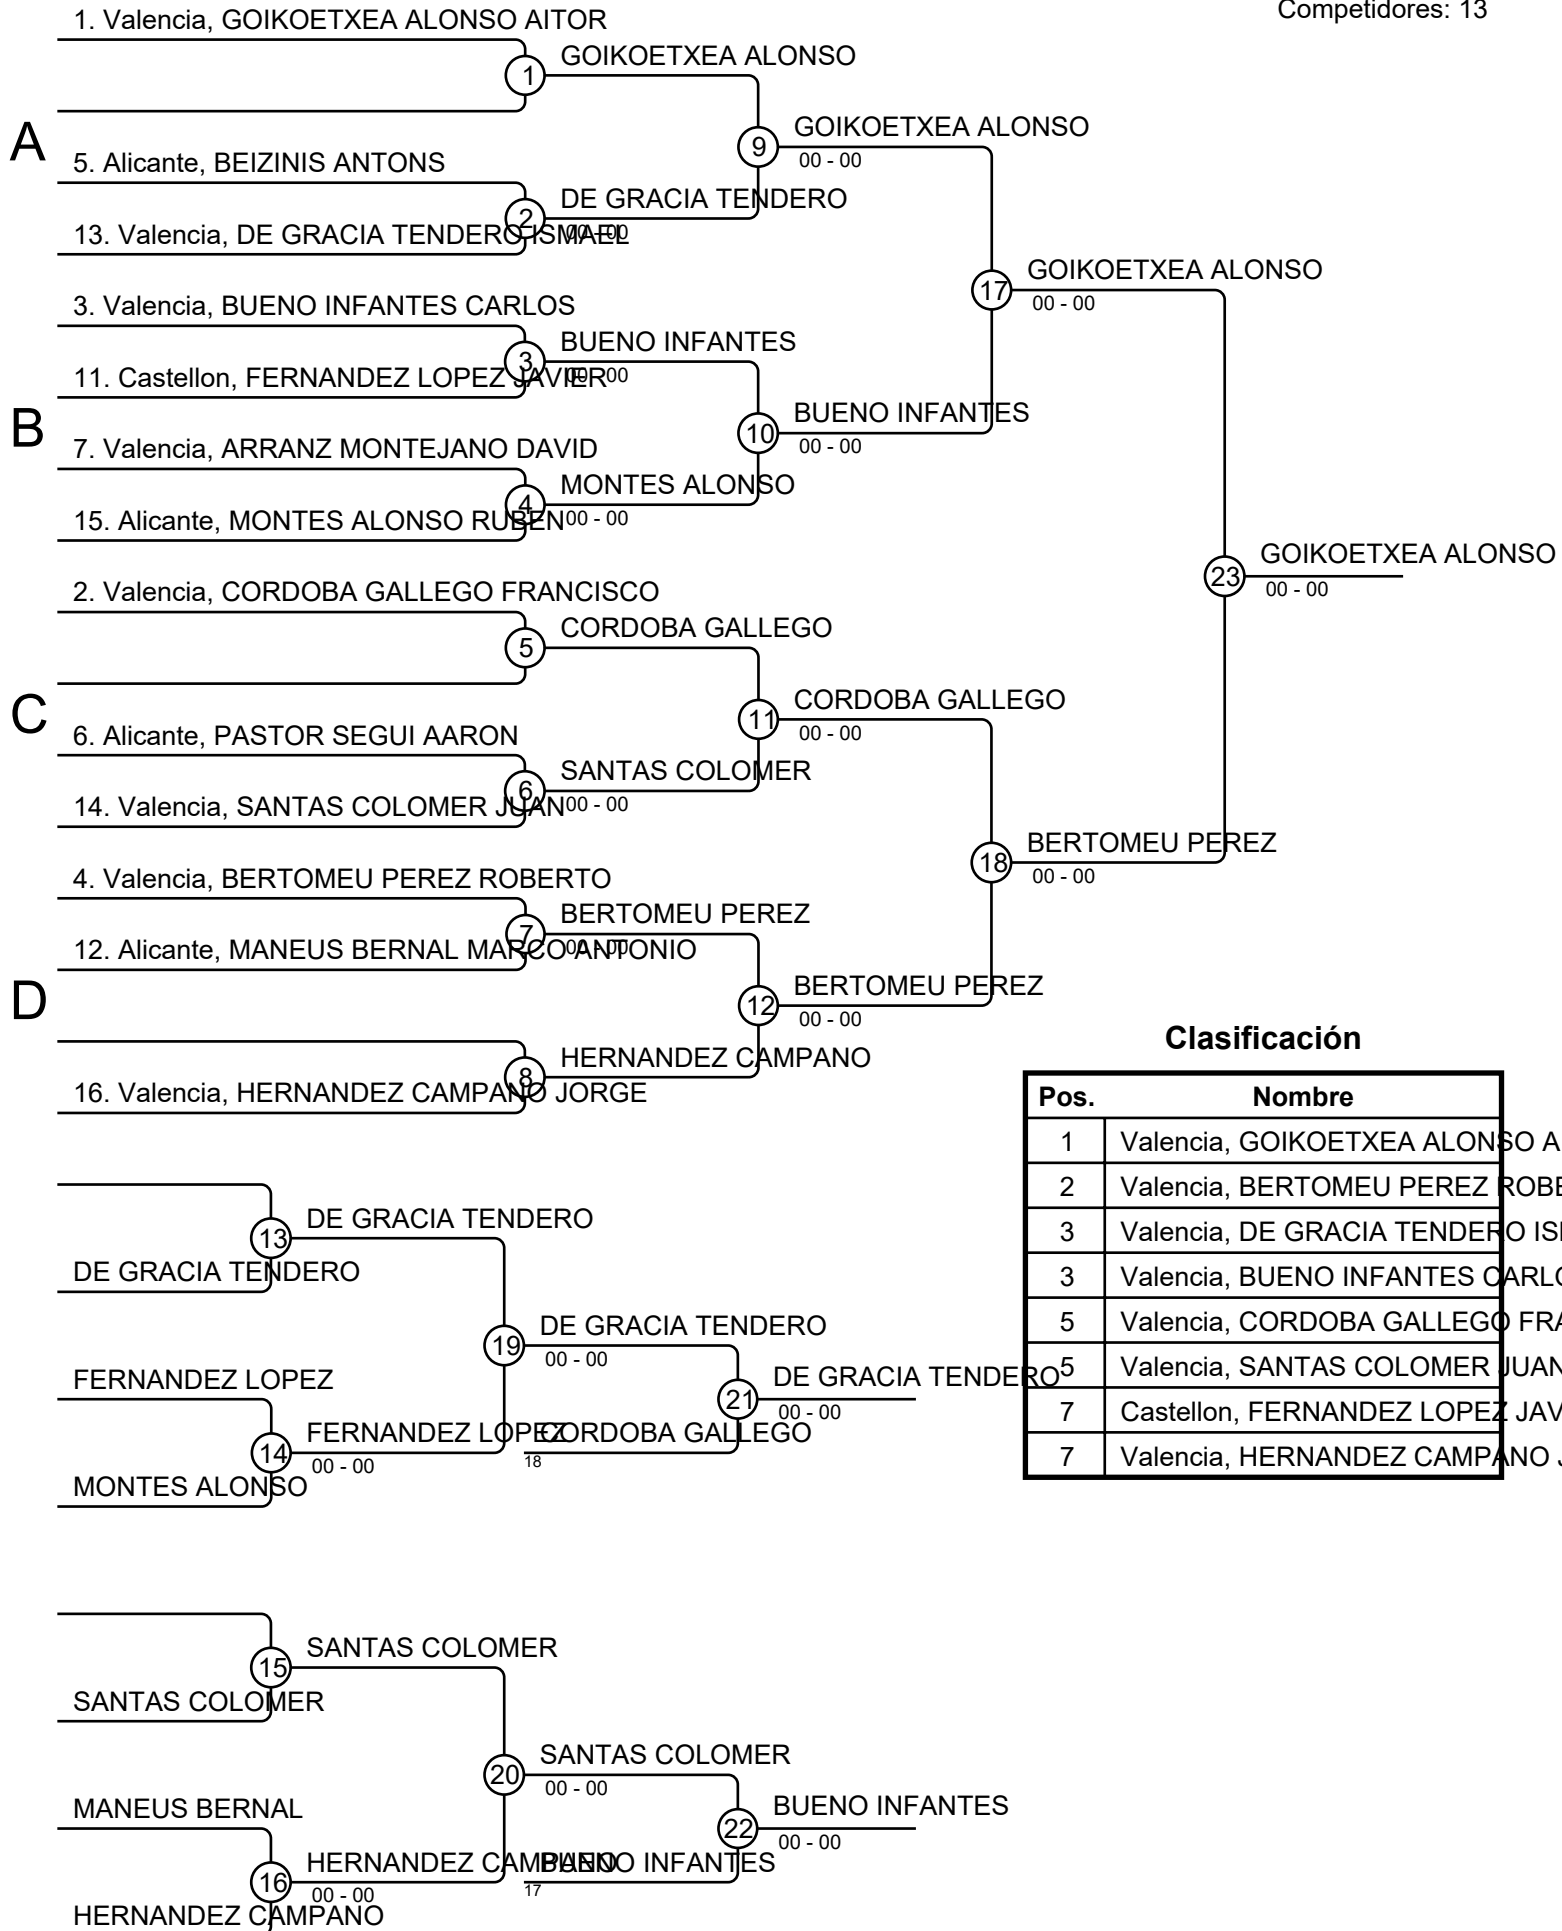 Competidores: 13
1. Valencia, GOIKOETXEA ALONSO AITOR
GOIKOETXEA ALONSO
1
A
GOIKOETXEA ALONSO
9
00 - 00
5. Alicante, BEIZINIS ANTONS
DE GRACIA TENDERO
2
00 - 00
13. Valencia, DE GRACIA TENDERO ISMAEL
GOIKOETXEA ALONSO
17
00 - 00
3. Valencia, BUENO INFANTES CARLOS
BUENO INFANTES
3
00 - 00
11. Castellon, FERNANDEZ LOPEZ JAVIER
B
BUENO INFANTES
10
00 - 00
7. Valencia, ARRANZ MONTEJANO DAVID
MONTES ALONSO
4
00 - 00
15. Alicante, MONTES ALONSO RUBEN
GOIKOETXEA ALONSO
23
00 - 00
2. Valencia, CORDOBA GALLEGO FRANCISCO
CORDOBA GALLEGO
5
C
CORDOBA GALLEGO
11
00 - 00
6. Alicante, PASTOR SEGUI AARON
SANTAS COLOMER
6
00 - 00
14. Valencia, SANTAS COLOMER JUAN
BERTOMEU PEREZ
18
00 - 00
4. Valencia, BERTOMEU PEREZ ROBERTO
BERTOMEU PEREZ
7
00 - 00
12. Alicante, MANEUS BERNAL MARCO ANTONIO
D
BERTOMEU PEREZ
12
00 - 00
HERNANDEZ CAMPANO
8
16. Valencia, HERNANDEZ CAMPANO JORGE
Clasificación
Pos. Nombre
1 Valencia, GOIKOETXEA ALONSO A
2 Valencia, BERTOMEU PEREZ ROBE
3 Valencia, DE GRACIA TENDERO IS
3 Valencia, BUENO INFANTES CARLO
5 Valencia, CORDOBA GALLEGO FRA
5 Valencia, SANTAS COLOMER JUAN
7 Castellon, FERNANDEZ LOPEZ JAV
7 Valencia, HERNANDEZ CAMPANO J
DE GRACIA TENDERO
13
DE GRACIA TENDERO
DE GRACIA TENDERO
19
00 - 00
FERNANDEZ LOPEZ
DE GRACIA TENDERO
21
00 - 00
FERNANDEZ LOPEZ
14
00 - 00
CORDOBA GALLEGO
18
MONTES ALONSO
SANTAS COLOMER
15
SANTAS COLOMER
SANTAS COLOMER
20
00 - 00
MANEUS BERNAL
BUENO INFANTES
22
00 - 00
HERNANDEZ CAMPANO
16
00 - 00
BUENO INFANTES
17
HERNANDEZ CAMPANO